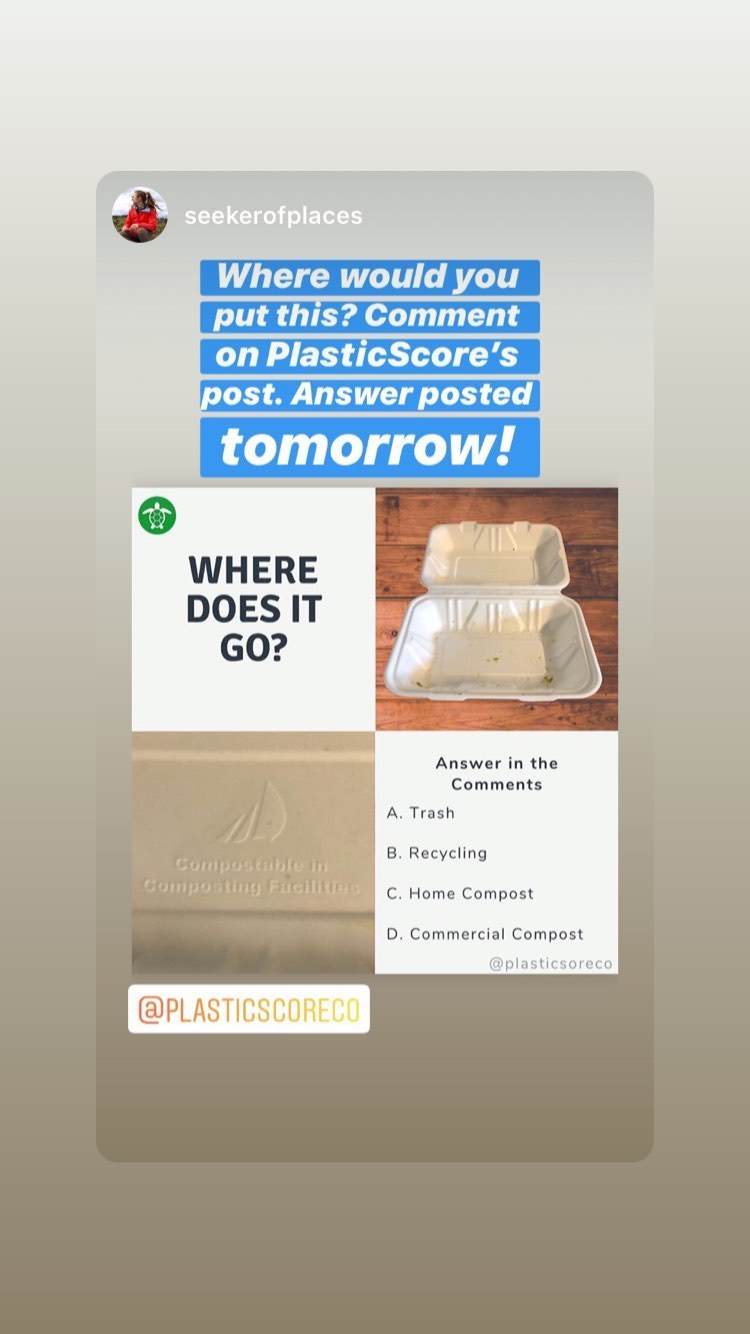 seekerofplaces
Where would you
put this? Comment
on PlasticScore's
post. Answer posted
tomorrow!
WHERE
DOES IT
GO?
Compostable in
Composting Facilities
Answer in the
Comments
A. Trash
B. Recycling
C. Home Compost
D. Commercial Compost
@plasticsoreco
@PLASTICSCORECO